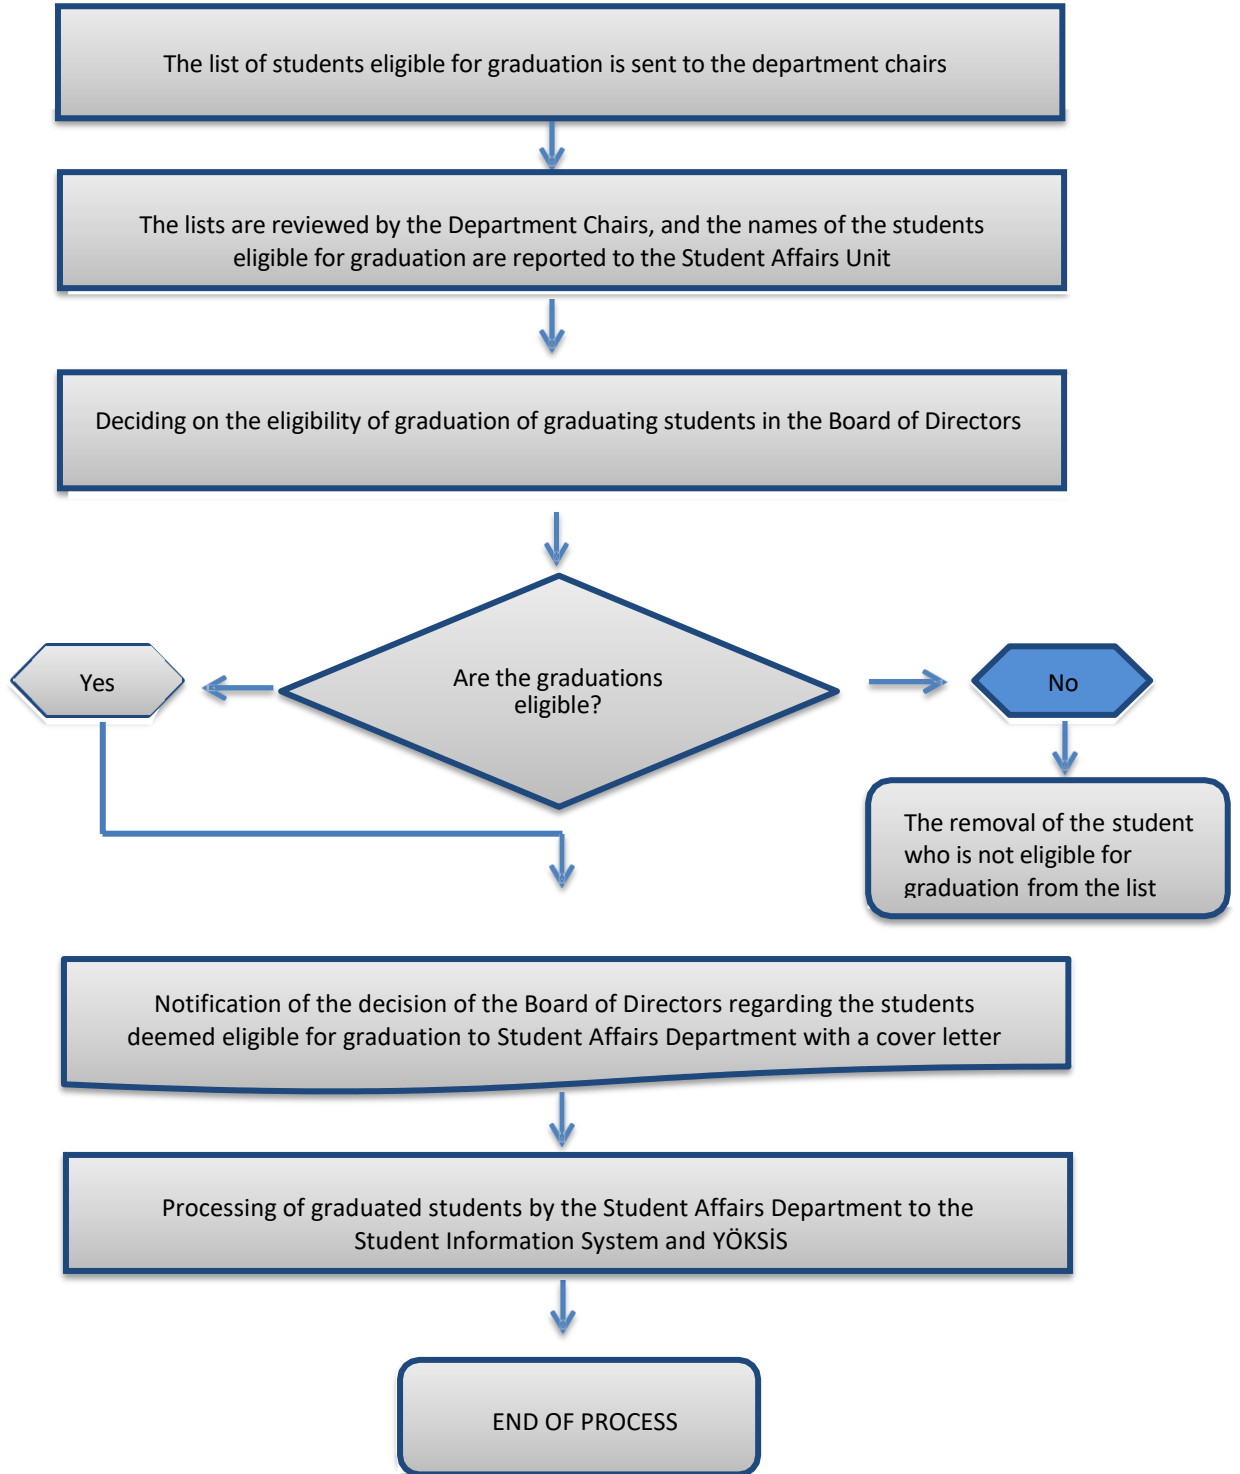 The list of students eligible for graduation is sent to the department chairs
The lists are reviewed by the Department Chairs, and the names of the students
eligible for graduation are reported to the Student Affairs Unit
Deciding on the eligibility of graduation of graduating students in the Board of Directors
Are the graduations
eligible?
Yes
No
The removal of the student
who is not eligible for
graduation from the list
Notification of the decision of the Board of Directors regarding the students
deemed eligible for graduation to Student Affairs Department with a cover letter
Processing of graduated students by the Student Affairs Department to the
Student Information System and YÖKSİS
END OF PROCESS